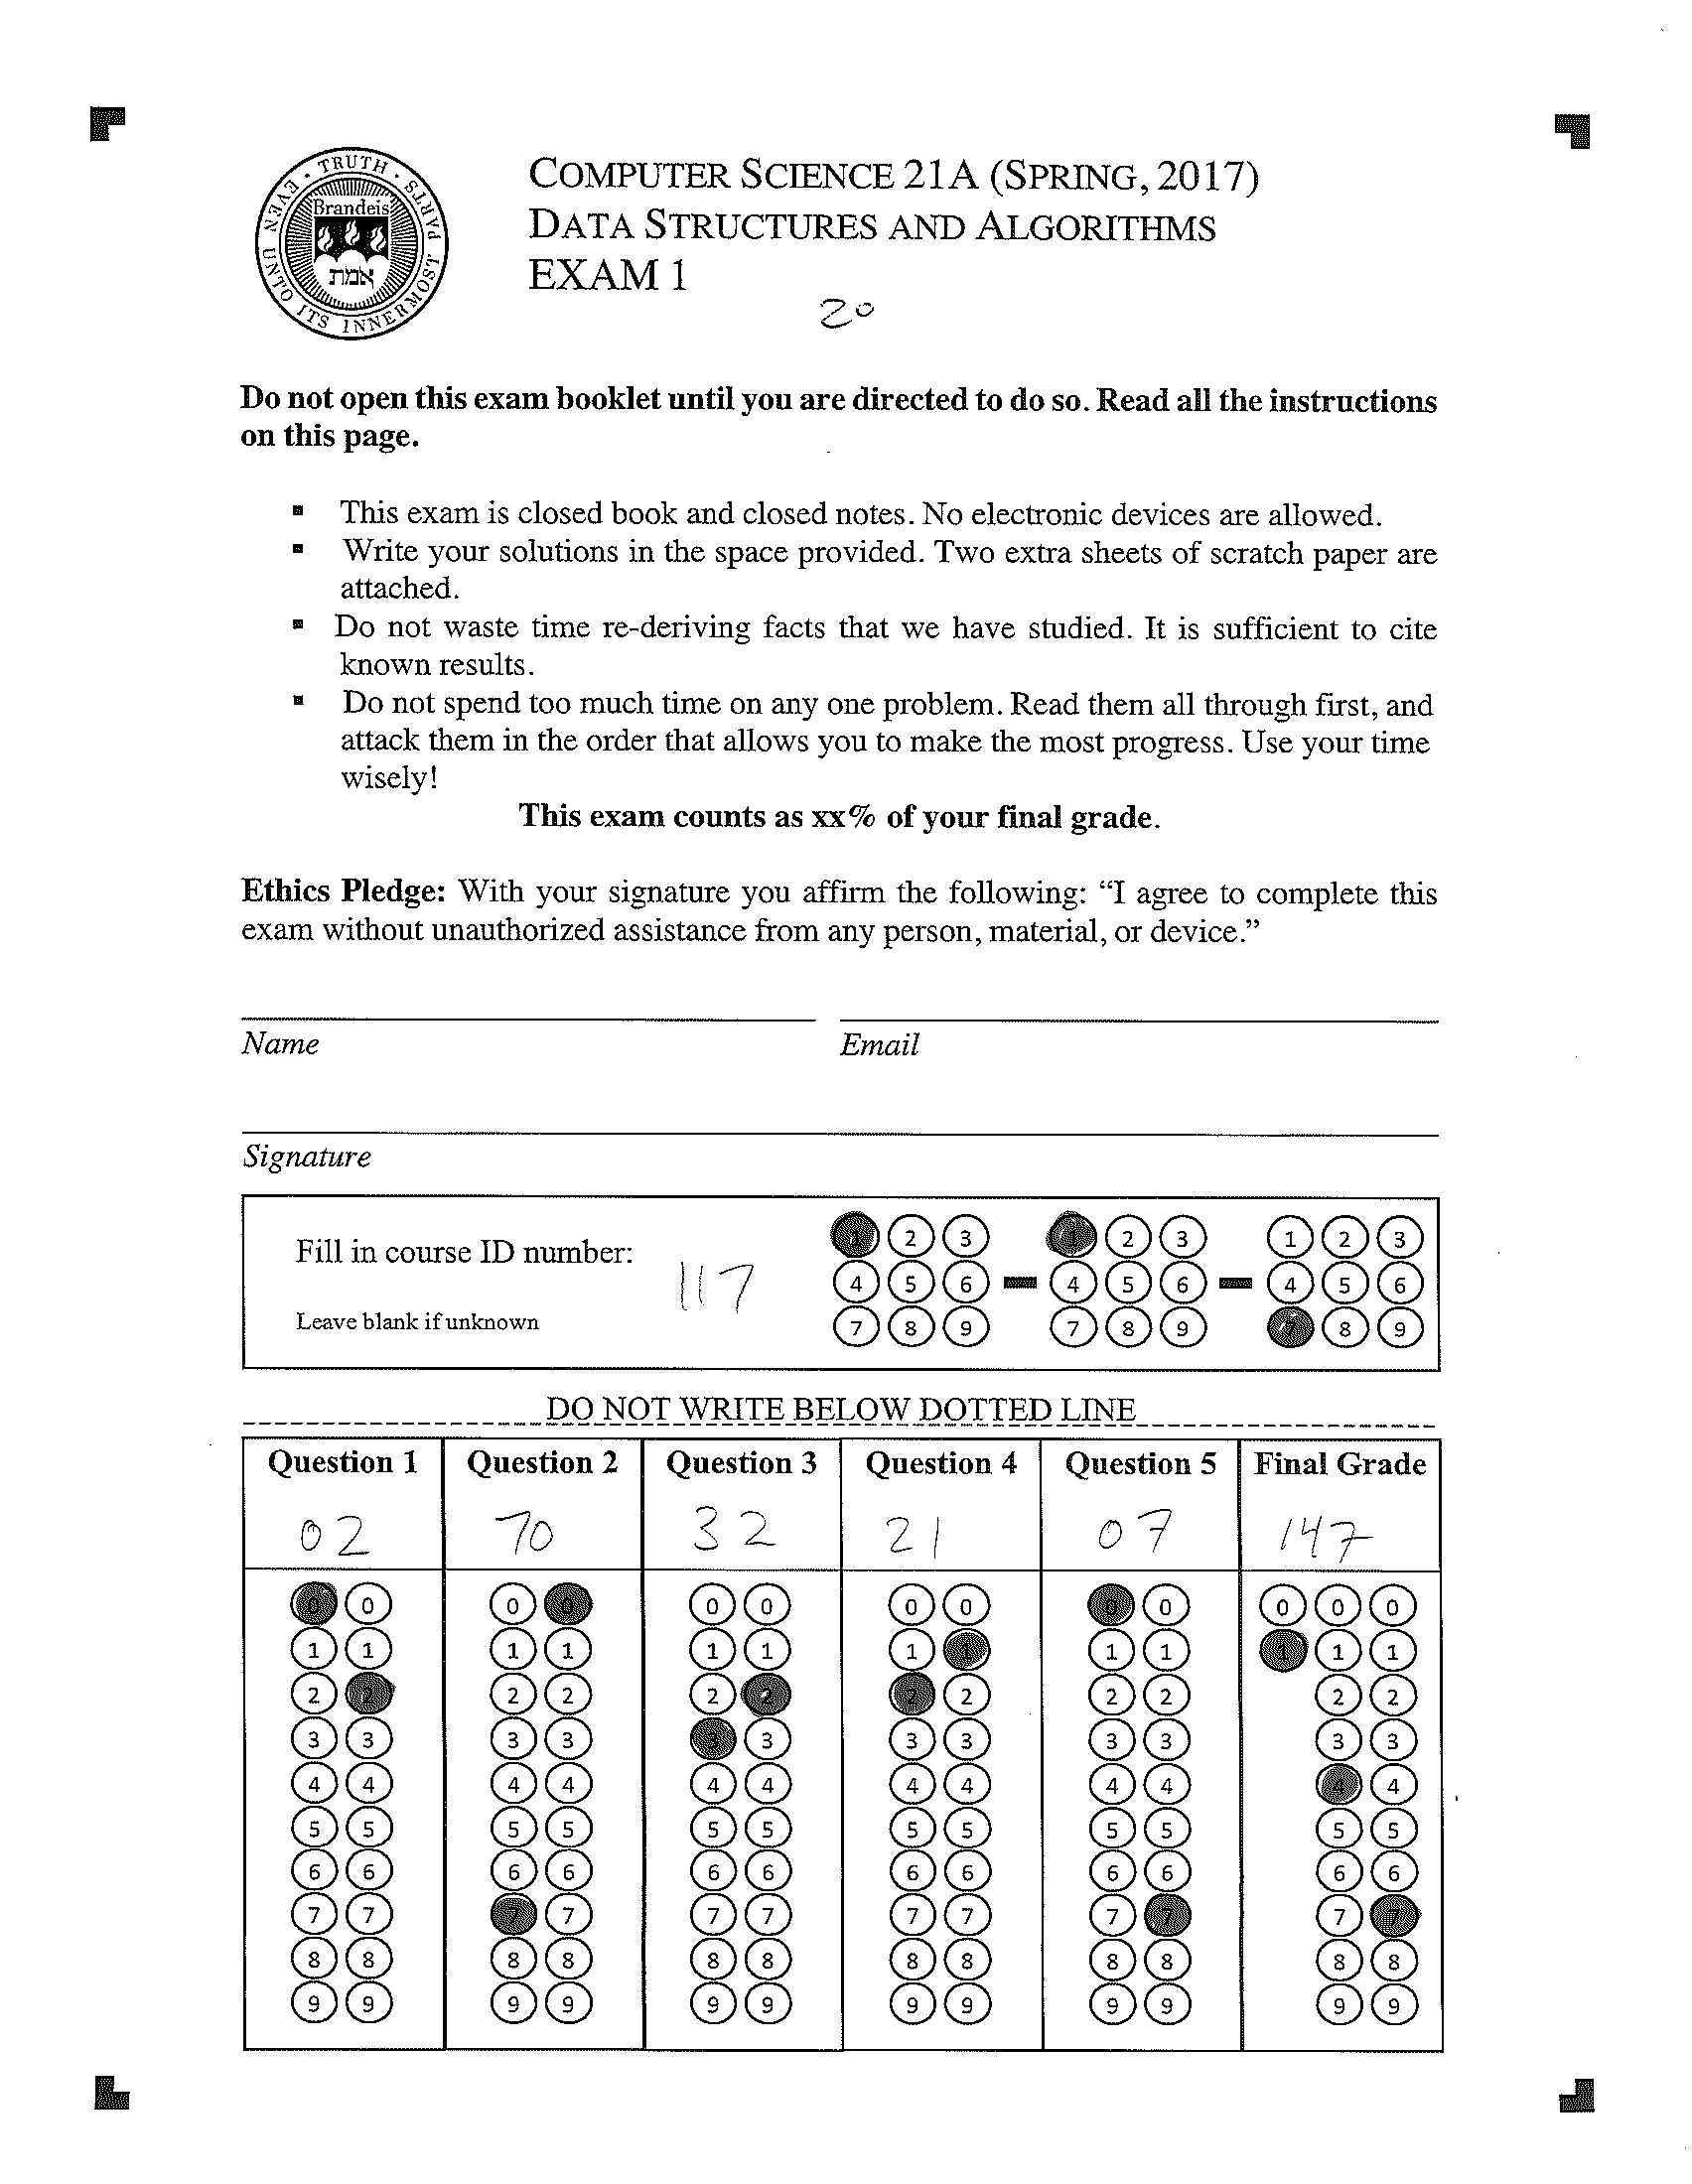 TRUTH · EVEN UNTO ITS INNERMOST PARTS ·
Brandeis
אמת
COMPUTER SCIENCE 21A (SPRING, 2017)
DATA STRUCTURES AND ALGORITHMS
EXAM 1
20
Do not open this exam booklet until you are directed to do so. Read all the instructions
on this page.
▪ This exam is closed book and closed notes. No electronic devices are allowed.
▪ Write your solutions in the space provided. Two extra sheets of scratch paper are
attached.
▪ Do not waste time re-deriving facts that we have studied. It is sufficient to cite
known results.
▪ Do not spend too much time on any one problem. Read them all through first, and
attack them in the order that allows you to make the most progress. Use your time
wisely!
This exam counts as xx% of your final grade.
Ethics Pledge: With your signature you affirm the following: “I agree to complete this
exam without unauthorized assistance from any person, material, or device.”
Name Email
Signature
1 2 3 1 2 3 1 2 3
Fill in course ID number: 117
4 5 6 - 4 5 6 - 4 5 6
Leave blank if unknown
7 8 9 7 8 9 7 8 9
DO NOT WRITE BELOW DOTTED LINE
Question 1 Question 2 Question 3 Question 4 Question 5 Final Grade
02 70 32 21 07 147
0 0 0 0 0 0 0 0 0 0 0 0 0
1 1 1 1 1 1 1 1 1 1 1 1 1
2 2 2 2 2 2 2 2 2 2 2 2
3 3 3 3 3 3 3 3 3 3 3 3
4 4 4 4 4 4 4 4 4 4 4 4
5 5 5 5 5 5 5 5 5 5 5 5
6 6 6 6 6 6 6 6 6 6 6 6
7 7 7 7 7 7 7 7 7 7 7 7
8 8 8 8 8 8 8 8 8 8 8 8
9 9 9 9 9 9 9 9 9 9 9 9